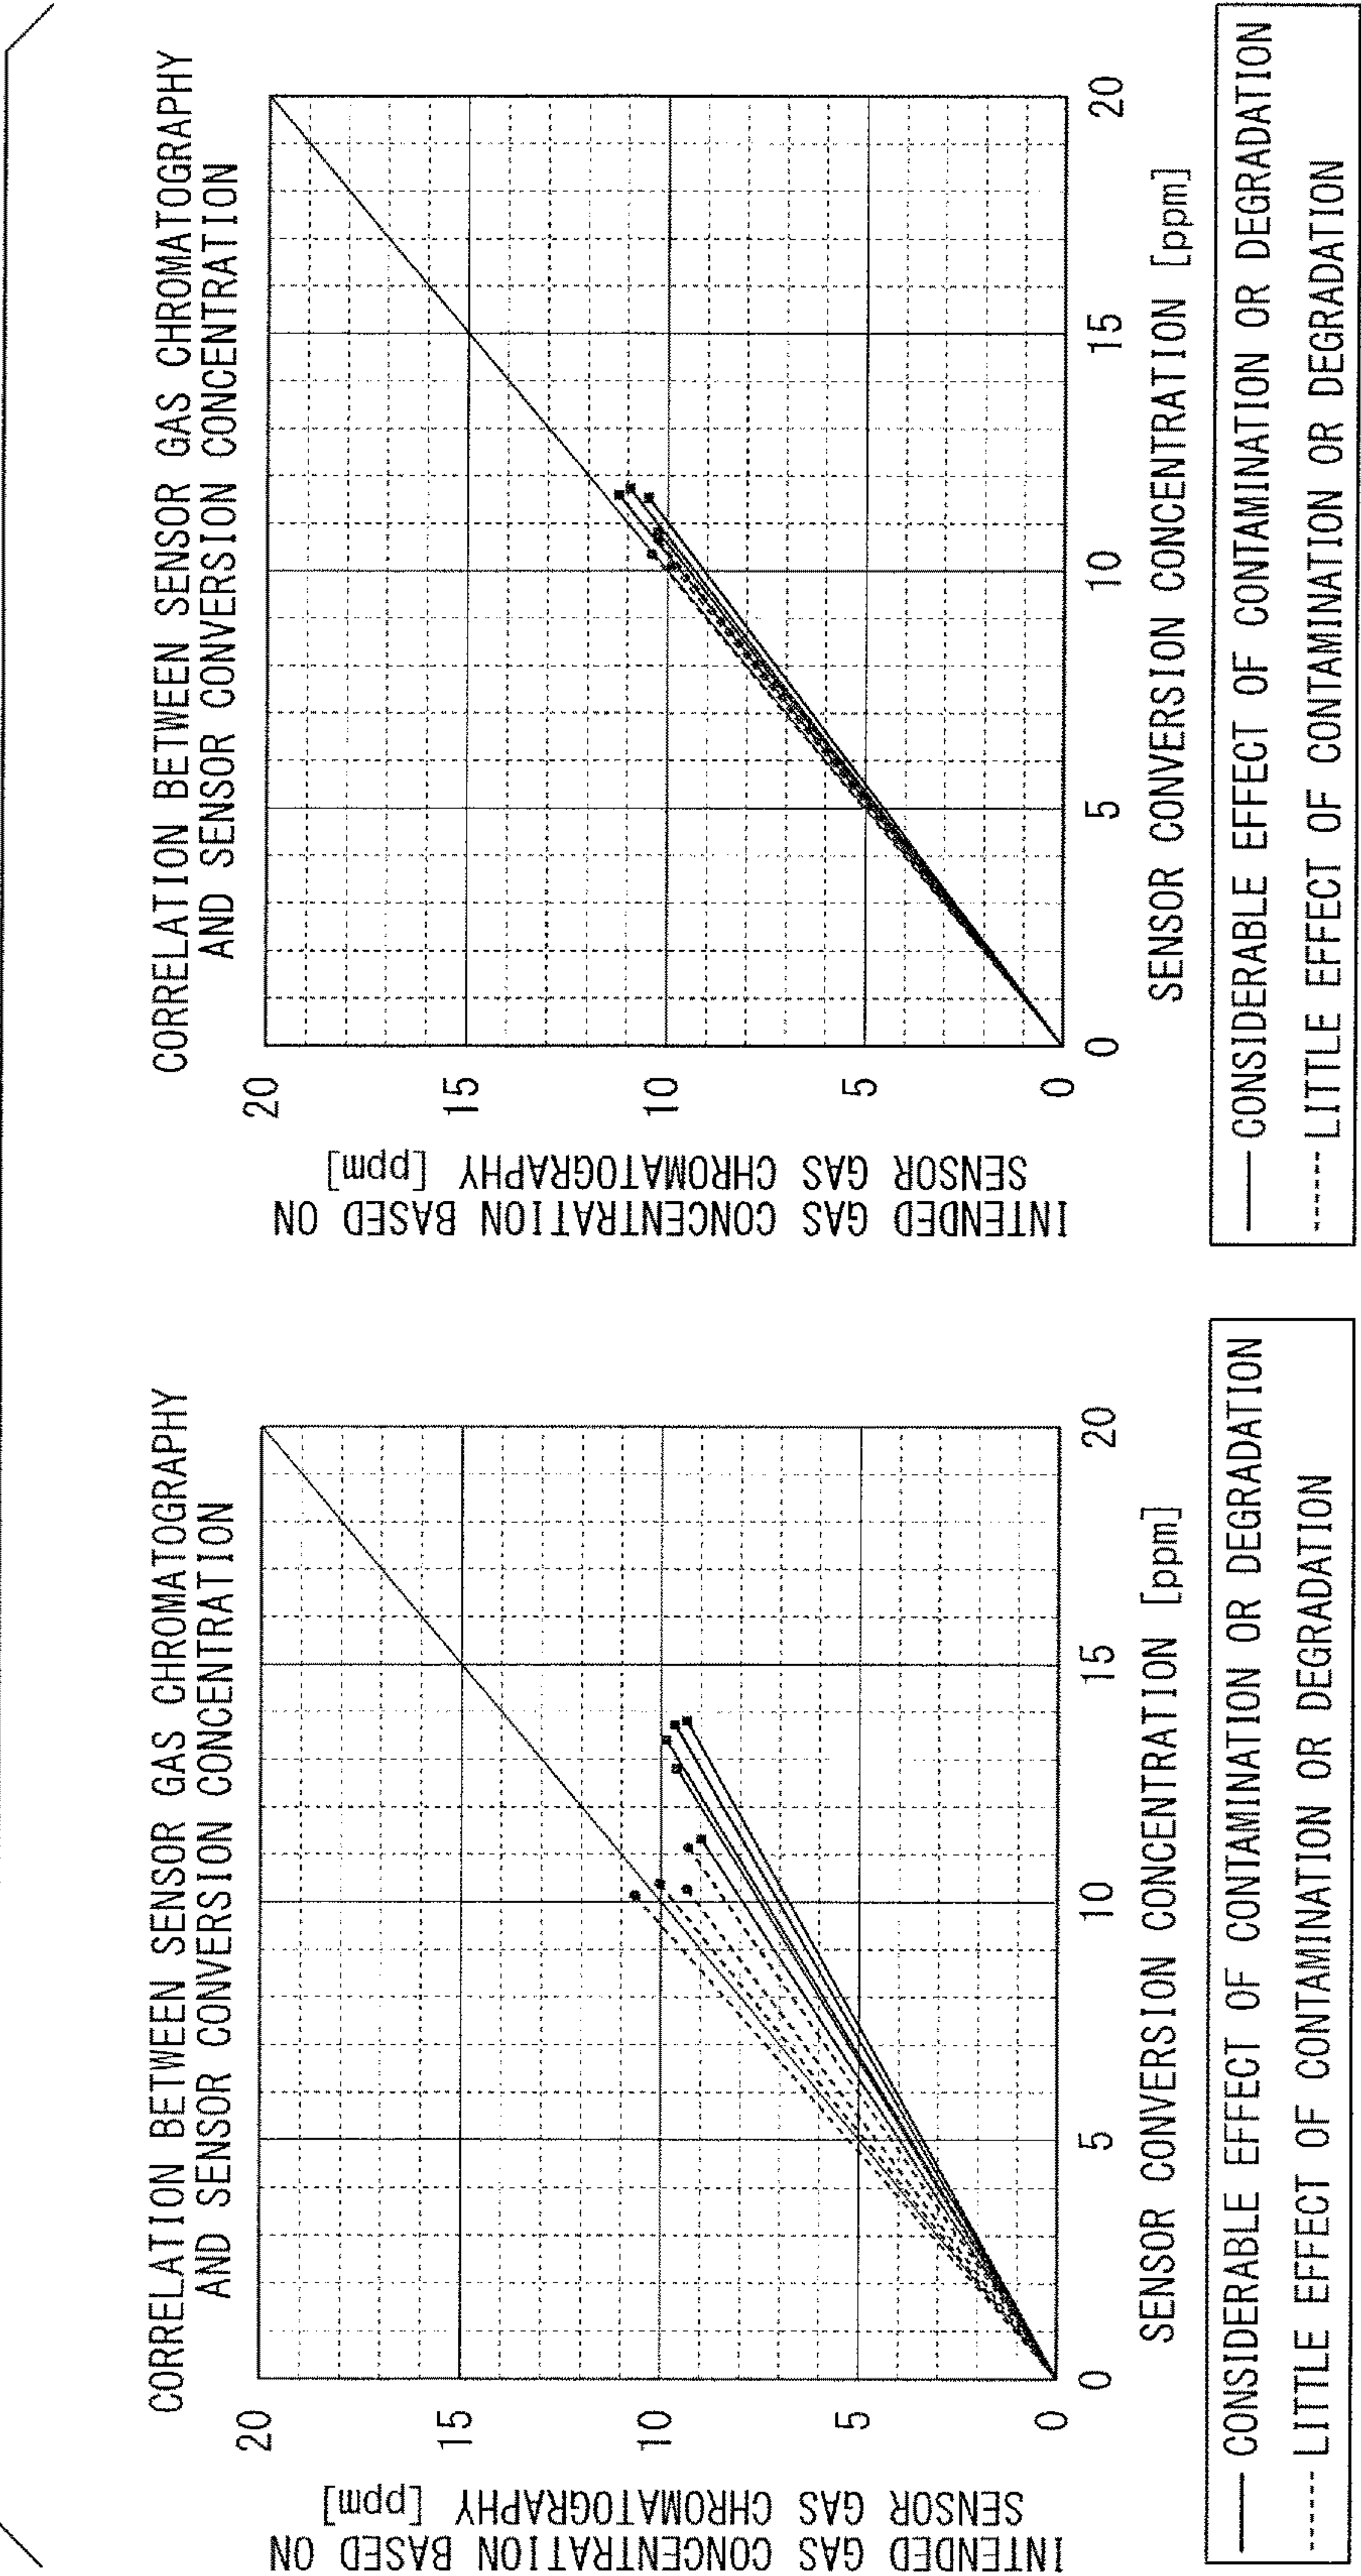 CORRELATION BETWEEN SENSOR GAS CHROMATOGRAPHY
AND SENSOR CONVERSION CONCENTRATION
INTENDED GAS CONCENTRATION BASED ON
SENSOR GAS CHROMATOGRAPHY [ppm]
20
15
10
5
0
0
5
10
15
20
SENSOR CONVERSION CONCENTRATION [ppm]
CONSIDERABLE EFFECT OF CONTAMINATION OR DEGRADATION
LITTLE EFFECT OF CONTAMINATION OR DEGRADATION
CORRELATION BETWEEN SENSOR GAS CHROMATOGRAPHY
AND SENSOR CONVERSION CONCENTRATION
INTENDED GAS CONCENTRATION BASED ON
SENSOR GAS CHROMATOGRAPHY [ppm]
20
15
10
5
0
0
5
10
15
20
SENSOR CONVERSION CONCENTRATION [ppm]
CONSIDERABLE EFFECT OF CONTAMINATION OR DEGRADATION
LITTLE EFFECT OF CONTAMINATION OR DEGRADATION